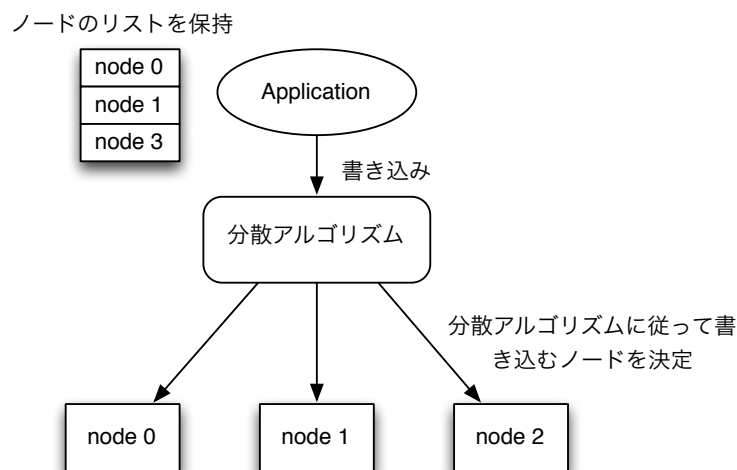 ノードのリストを保持
node 0
node 1
node 3
Application
書き込み
分散アルゴリズム
分散アルゴリズムに従って書
き込むノードを決定
node 0
node 1
node 2